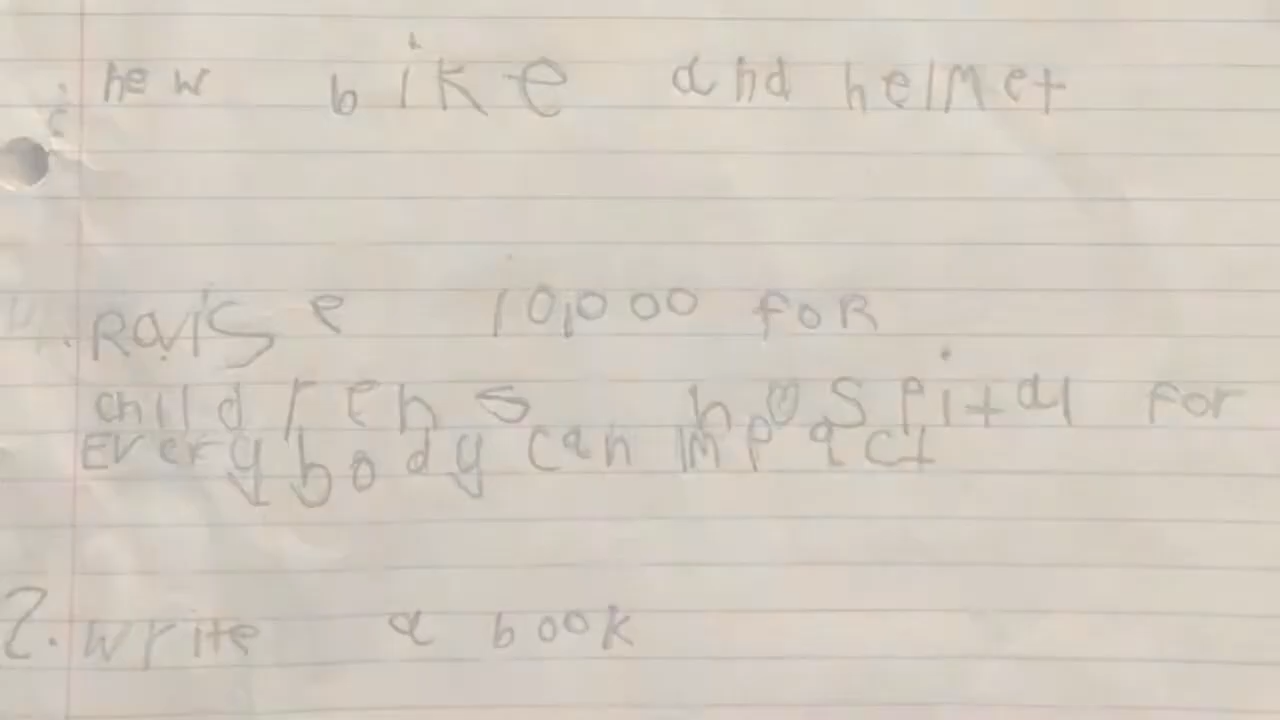 new bike and helmet
. Raise 10,000 foR
childrens hospital for
Everybody can impact
2. write a book